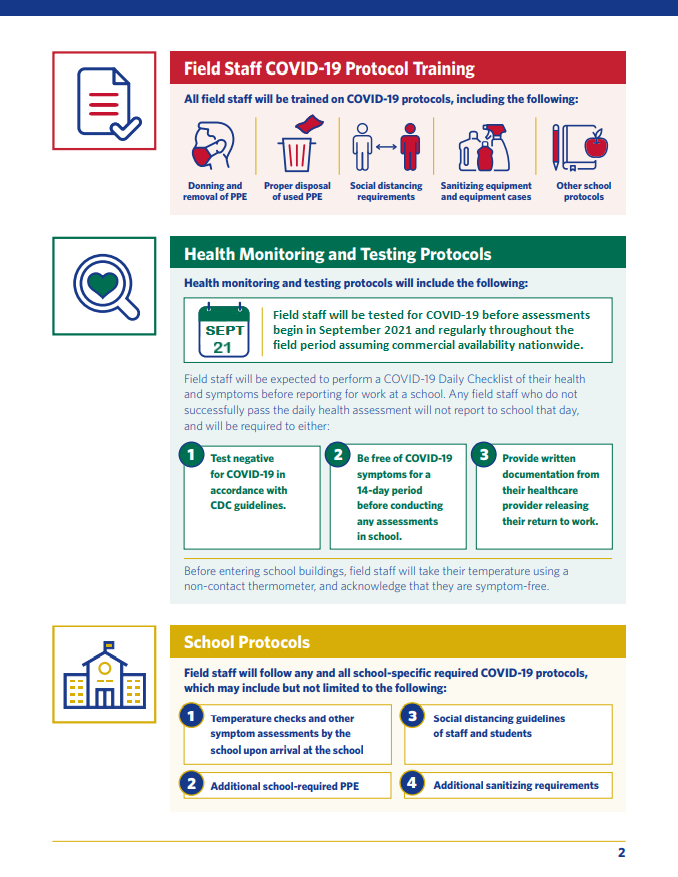 Field Staff COVID-19 Protocol Training
All field staff will be trained on COVID-19 protocols, including the following:
Donning and
removal of PPE
Proper disposal
of used PPE
Social distancing
requirements
Sanitizing equipment
and equipment cases
Other school
protocols
Health Monitoring and Testing Protocols
Health monitoring and testing protocols will include the following:
SEPT
21
Field staff will be tested for COVID-19 before assessments
begin in September 2021 and regularly throughout the
field period assuming commercial availability nationwide.
Field staff will be expected to perform a COVID-19 Daily Checklist of their health
and symptoms before reporting for work at a school. Any field staff who do not
successfully pass the daily health assessment will not report to school that day,
and will be required to either:
1
Test negative
for COVID-19 in
accordance with
CDC guidelines.
2
Be free of COVID-19
symptoms for a
14-day period
before conducting
any assessments
in school.
3
Provide written
documentation from
their healthcare
provider releasing
their return to work.
Before entering school buildings, field staff will take their temperature using a
non-contact thermometer, and acknowledge that they are symptom-free.
School Protocols
Field staff will follow any and all school-specific required COVID-19 protocols,
which may include but not limited to the following:
1
Temperature checks and other
symptom assessments by the
school upon arrival at the school
2
Additional school-required PPE
3
Social distancing guidelines
of staff and students
4
Additional sanitizing requirements
2